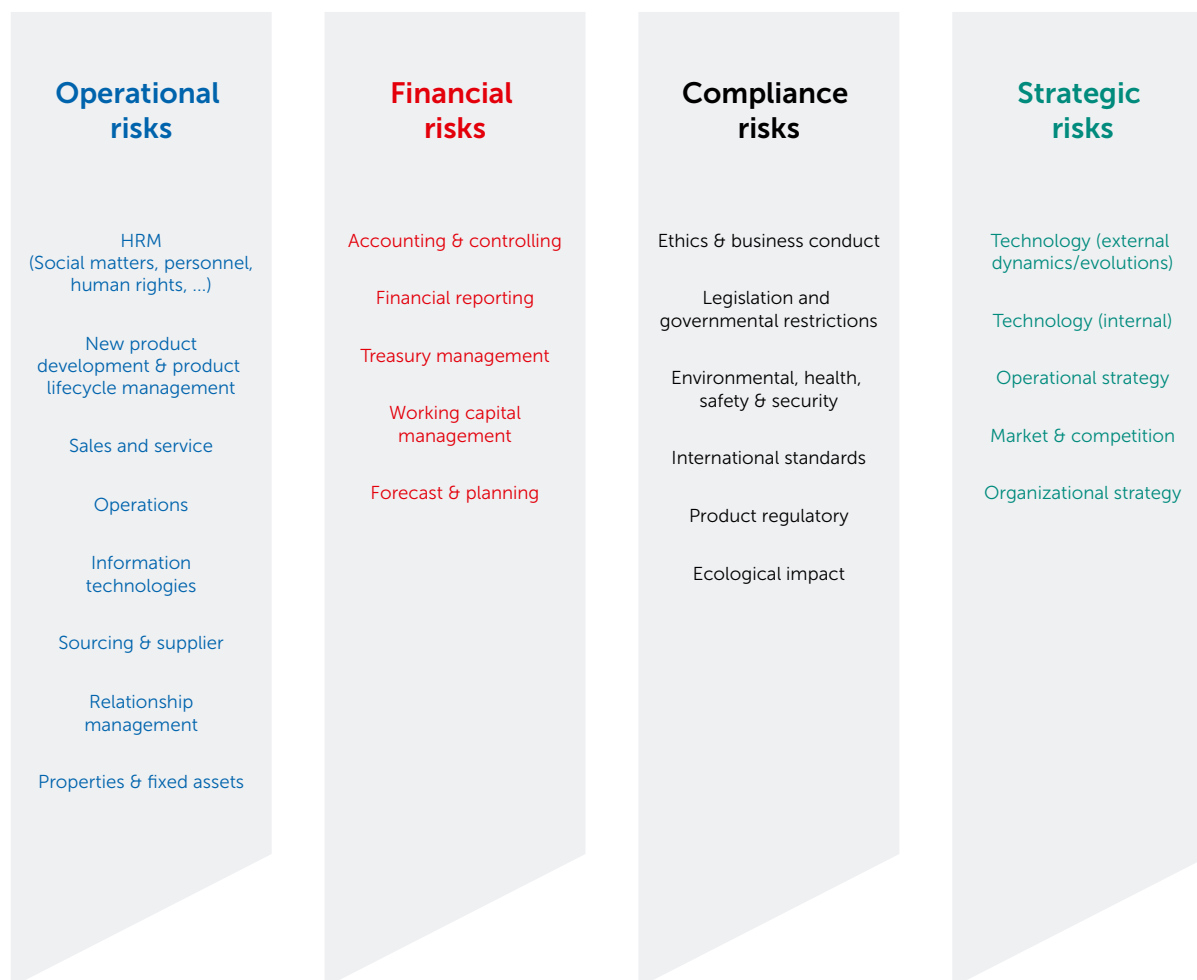 Operational
risks
HRM
(Social matters, personnel,
human rights, ...)
New product
development & product
lifecycle management
Sales and service
Operations
Information
technologies
Sourcing & supplier
Relationship
management
Properties & fixed assets
Financial
risks
Accounting & controlling
Financial reporting
Treasury management
Working capital
management
Forecast & planning
Compliance
risks
Ethics & business conduct
Legislation and
governmental restrictions
Environmental, health,
safety & security
International standards
Product regulatory
Ecological impact
Strategic
risks
Technology (external
dynamics/evolutions)
Technology (internal)
Operational strategy
Market & competition
Organizational strategy